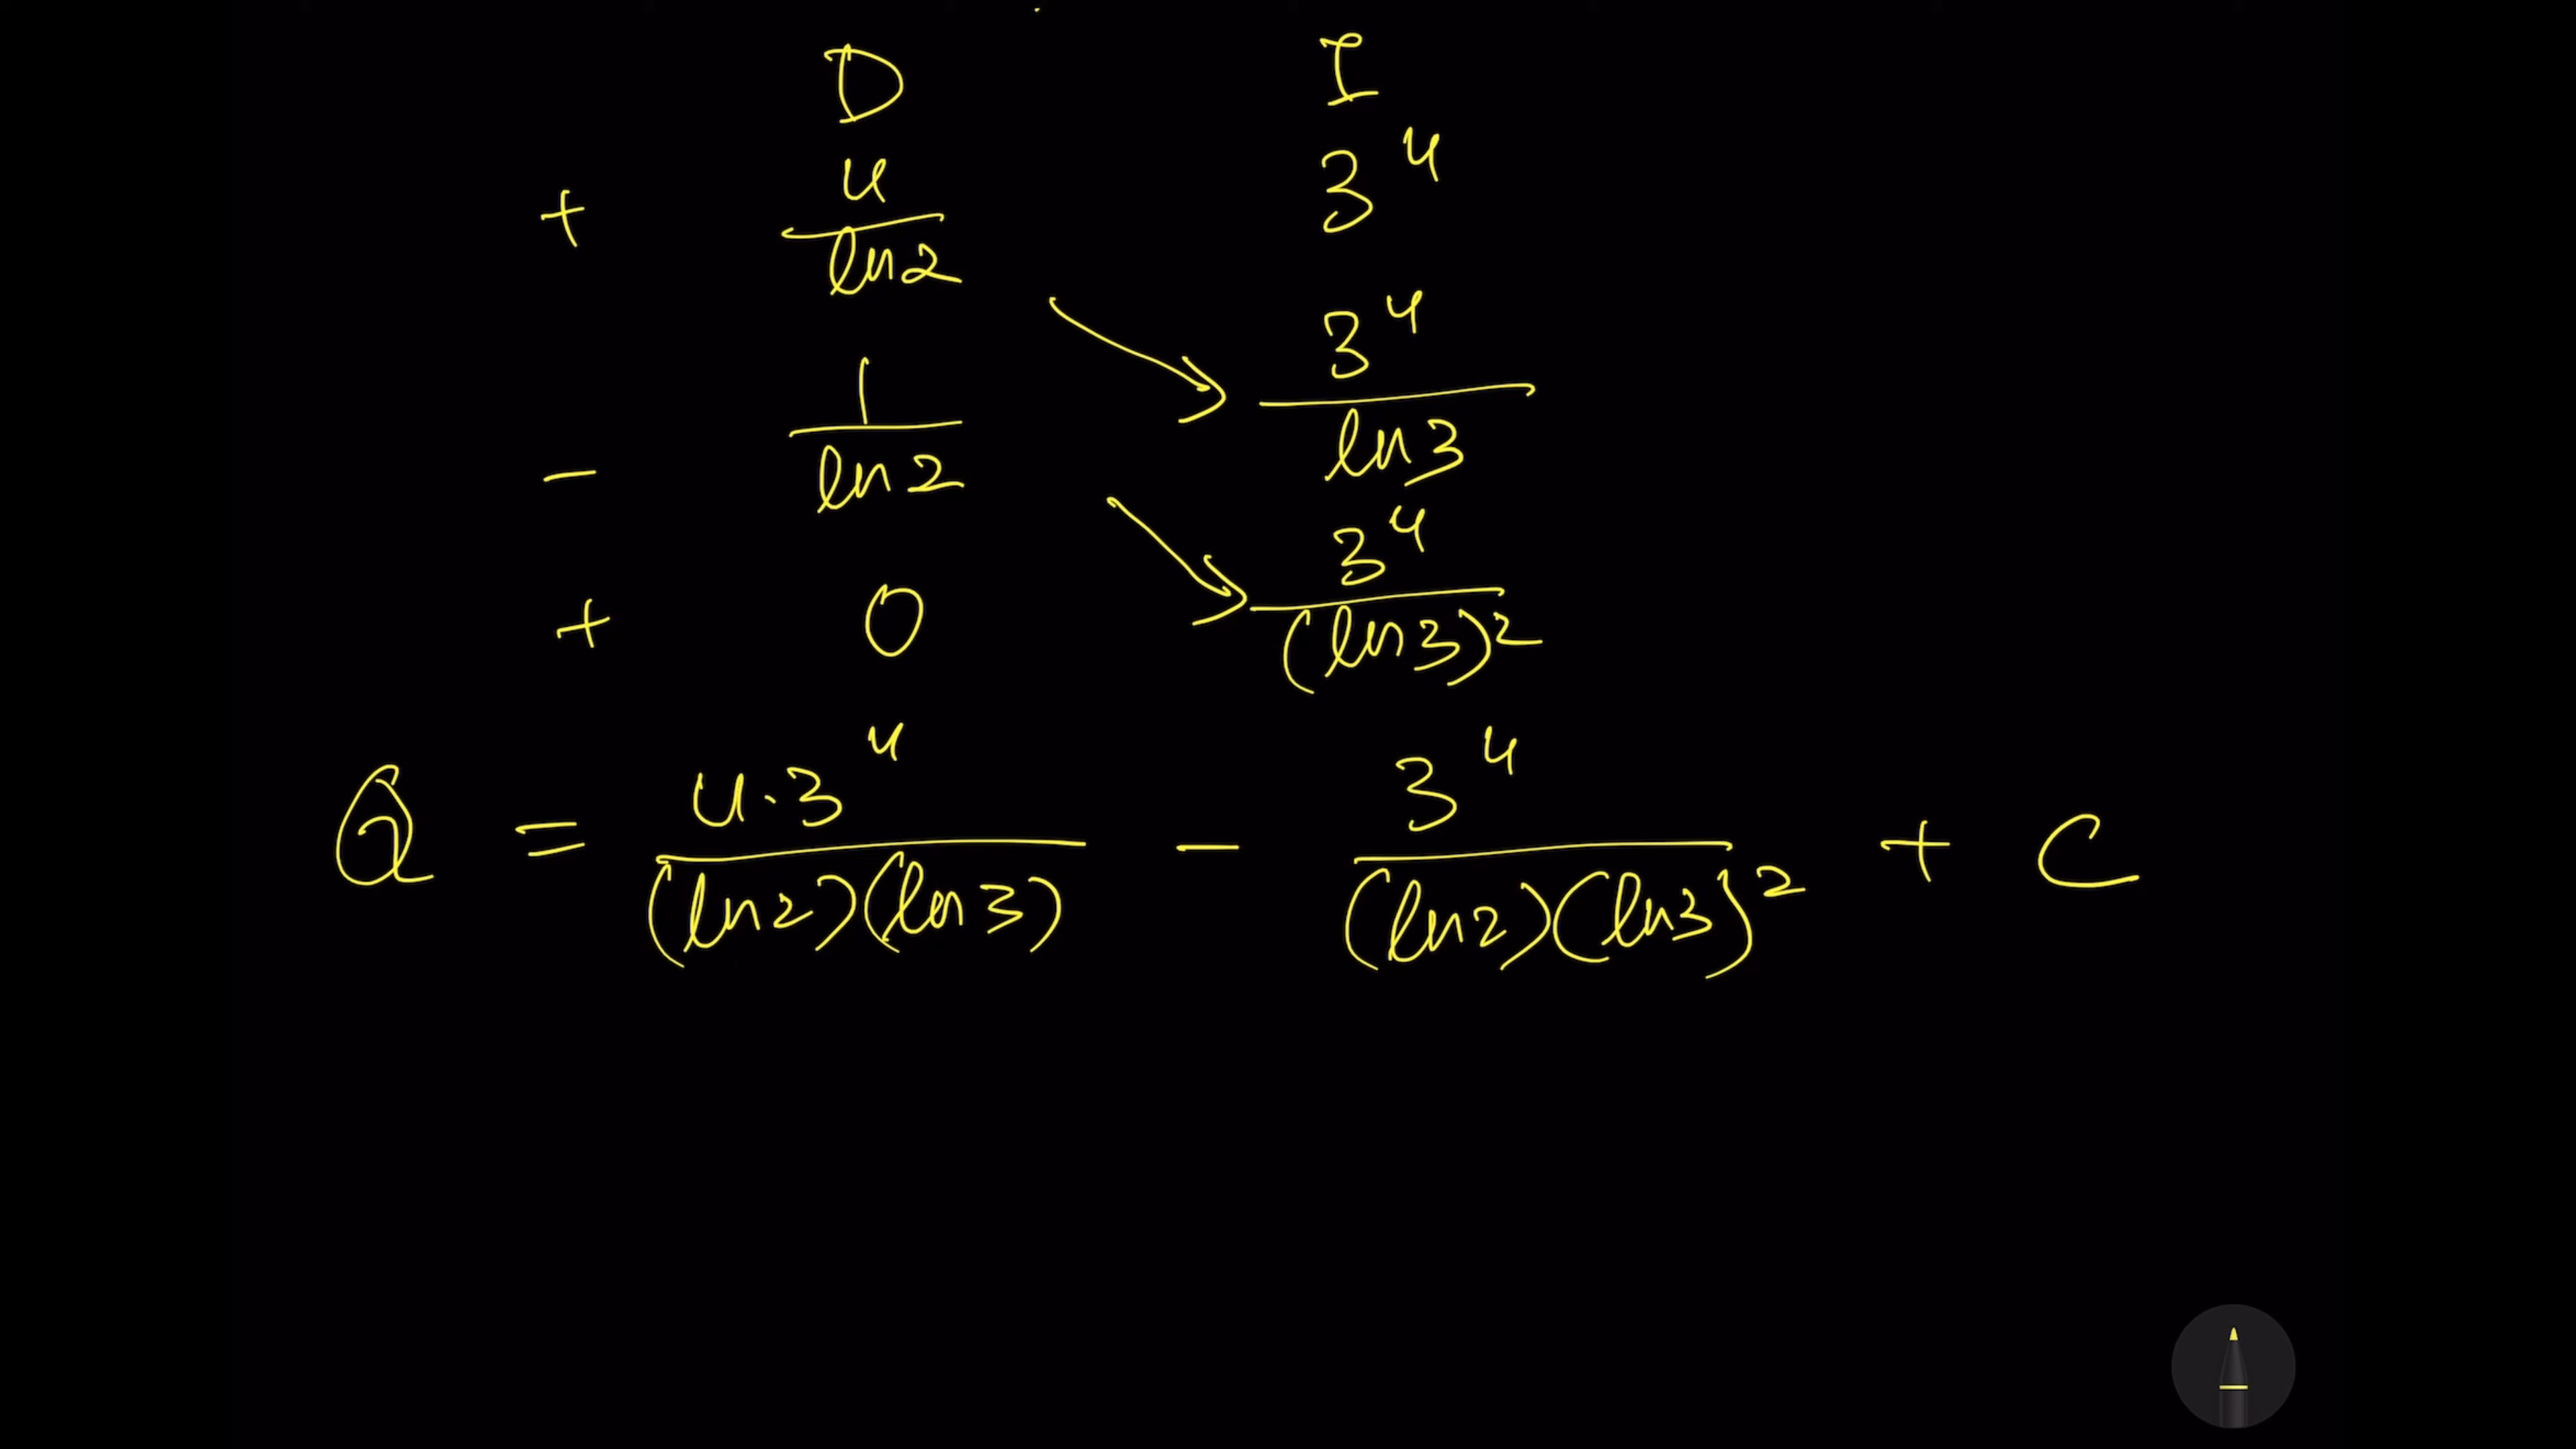 D I
+ u/ln2 3^u
- 1/ln2 3^u/ln3
+ 0 3^u/(ln3)^2
Q = u·3^u/(ln2)(ln3) - 3^u/(ln2)(ln3)^2 + C